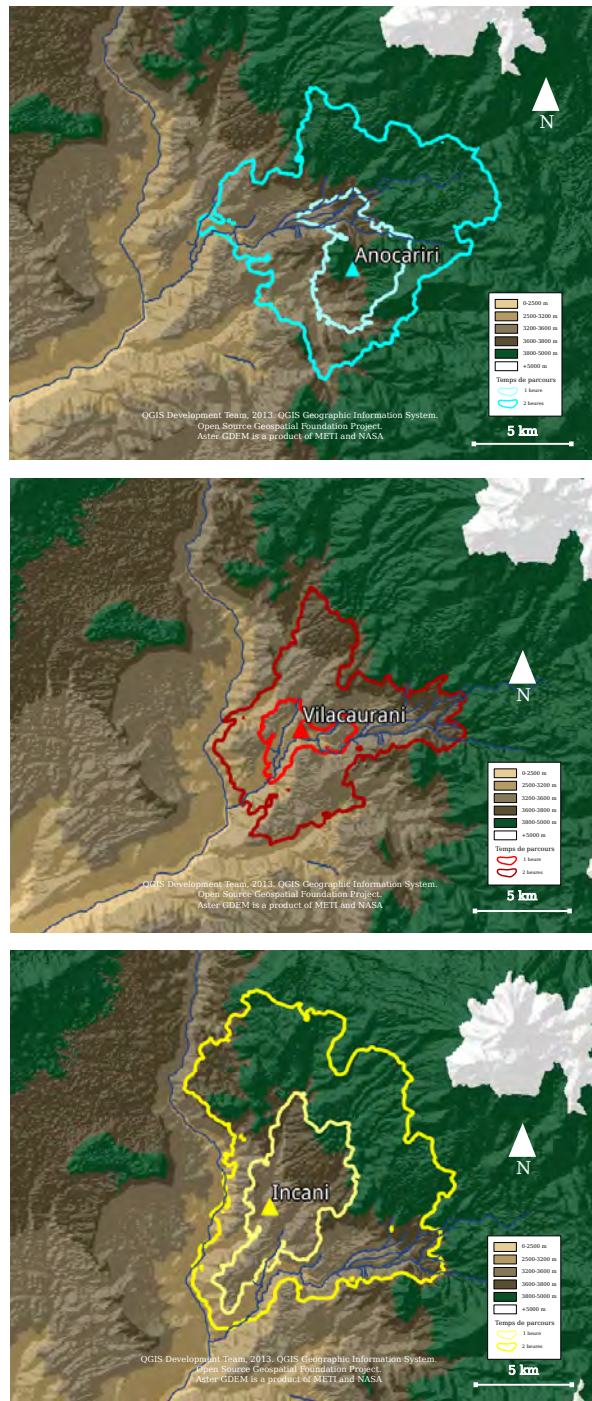 N
Anocariri
0-2500 m
2500-3200 m
3200-3600 m
3600-3800 m
3800-5000 m
+5000 m
Temps de parcours
1 heure
2 heures
5 km
QGIS Development Team, 2013. QGIS Geographic Information System.
Open Source Geospatial Foundation Project.
Aster GDEM is a product of METI and NASA
N
Vilacaurani
0-2500 m
2500-3200 m
3200-3600 m
3600-3800 m
3800-5000 m
+5000 m
Temps de parcours
1 heure
2 heures
5 km
QGIS Development Team, 2013. QGIS Geographic Information System.
Open Source Geospatial Foundation Project.
Aster GDEM is a product of METI and NASA
N
Incani
0-2500 m
2500-3200 m
3200-3600 m
3600-3800 m
3800-5000 m
+5000 m
Temps de parcours
1 heure
2 heures
5 km
QGIS Development Team, 2013. QGIS Geographic Information System.
Open Source Geospatial Foundation Project.
Aster GDEM is a product of METI and NASA